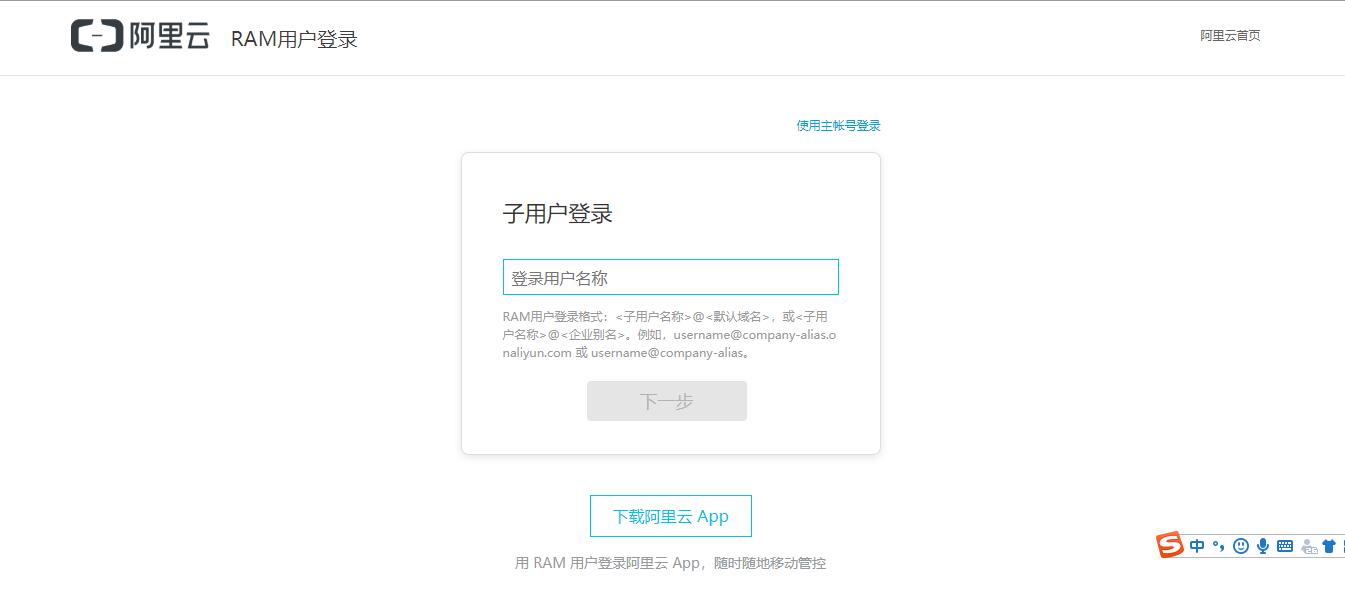 阿里云 RAM用户登录 阿里云首页
使用主帐号登录
子用户登录
登录用户名称
RAM用户登录格式：<子用户名称>@<默认域名>，或<子用
户名称>@<企业别名>。例如，username@company-alias.o
naliyun.com 或 username@company-alias。
下一步
下载阿里云 App
用 RAM 用户登录阿里云 App，随时随地移动管控
S 中